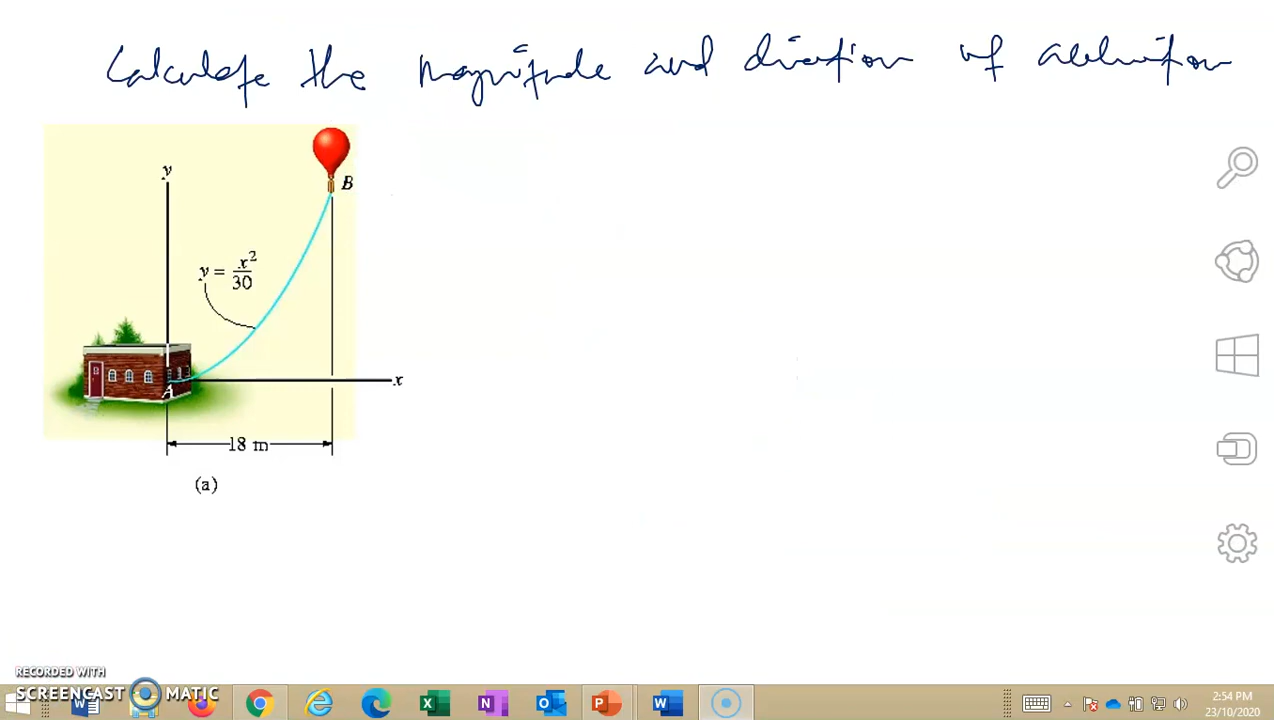 Calculate the magnitude and direction of acceleration
y
B
y = x²/30
A
x
18 m
(a)
RECORDED WITH
SCREENCAST MATIC
2:54 PM
23/10/2020